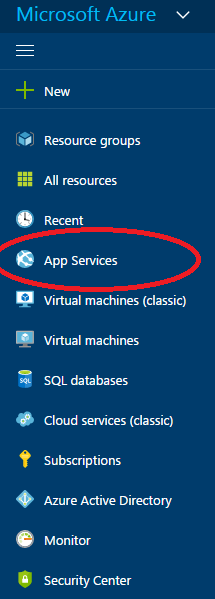 Microsoft Azure
New
Resource groups
All resources
Recent
App Services
Virtual machines (classic)
Virtual machines
SQL databases
Cloud services (classic)
Subscriptions
Azure Active Directory
Monitor
Security Center